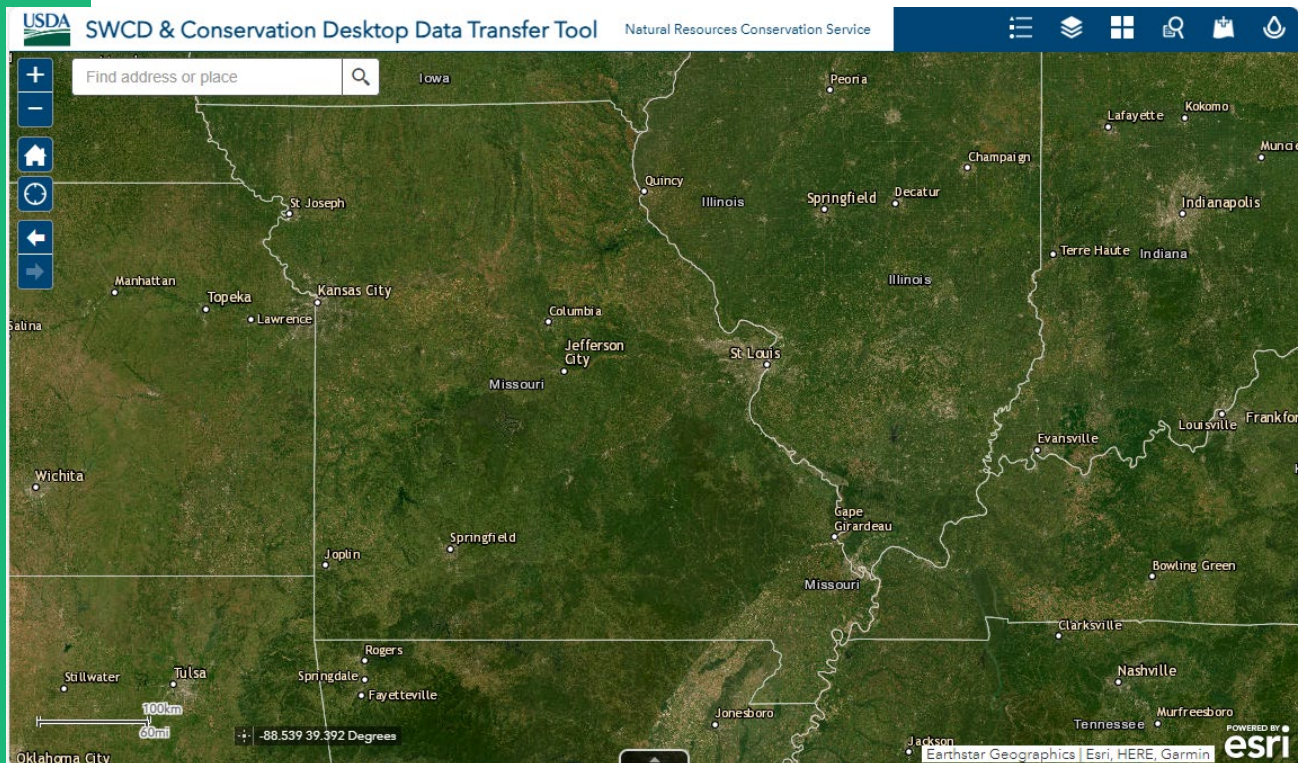 USDA
SWCD & Conservation Desktop Data Transfer Tool
Natural Resources Conservation Service
+
−
Find address or place
Iowa
Peoria
Lafayette
Kokomo
Muncie
Champaign
Quincy
St Joseph
Illinois
Springfield
Decatur
Indianapolis
Terre Haute
Indiana
Illinois
Manhattan
Topeka
Kansas City
Lawrence
Salina
Columbia
Jefferson
City
St Louis
Missouri
Louisville
Frankfor
Evansville
Wichita
Cape
Girardeau
Springfield
Joplin
Bowling Green
Missouri
Clarksville
Rogers
Springdale
Fayetteville
Stillwater
Tulsa
Nashville
100km
60mi
Jonesboro
Murfreesboro
Tennessee
-88.539 39.392 Degrees
Jackson
Oklahoma City
Earthstar Geographics | Esri, HERE, Garmin
POWERED BY
esri